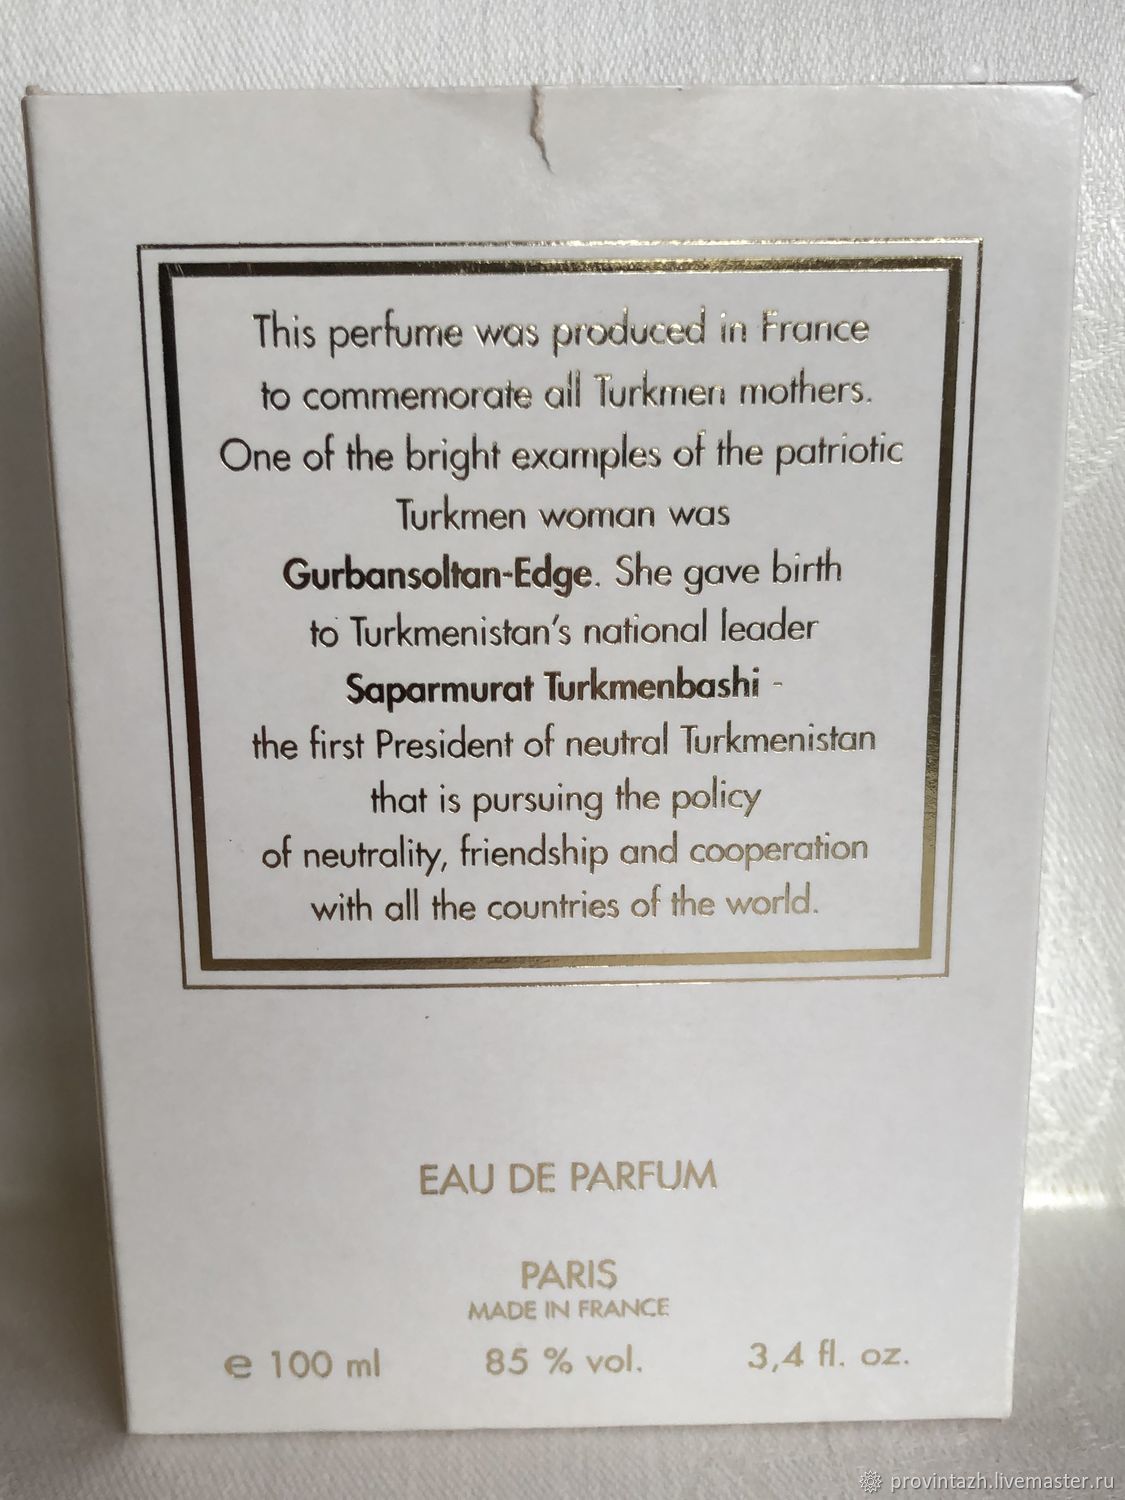 This perfume was produced in France
to commemorate all Turkmen mothers.
One of the bright examples of the patriotic
Turkmen woman was
Gurbansoltan-Edge. She gave birth
to Turkmenistan's national leader
Saparmurat Turkmenbashi -
the first President of neutral Turkmenistan
that is pursuing the policy
of neutrality, friendship and cooperation
with all the countries of the world.
EAU DE PARFUM
PARIS
MADE IN FRANCE
e 100 ml 85 % vol. 3,4 fl. oz.
provintazh.livemaster.ru